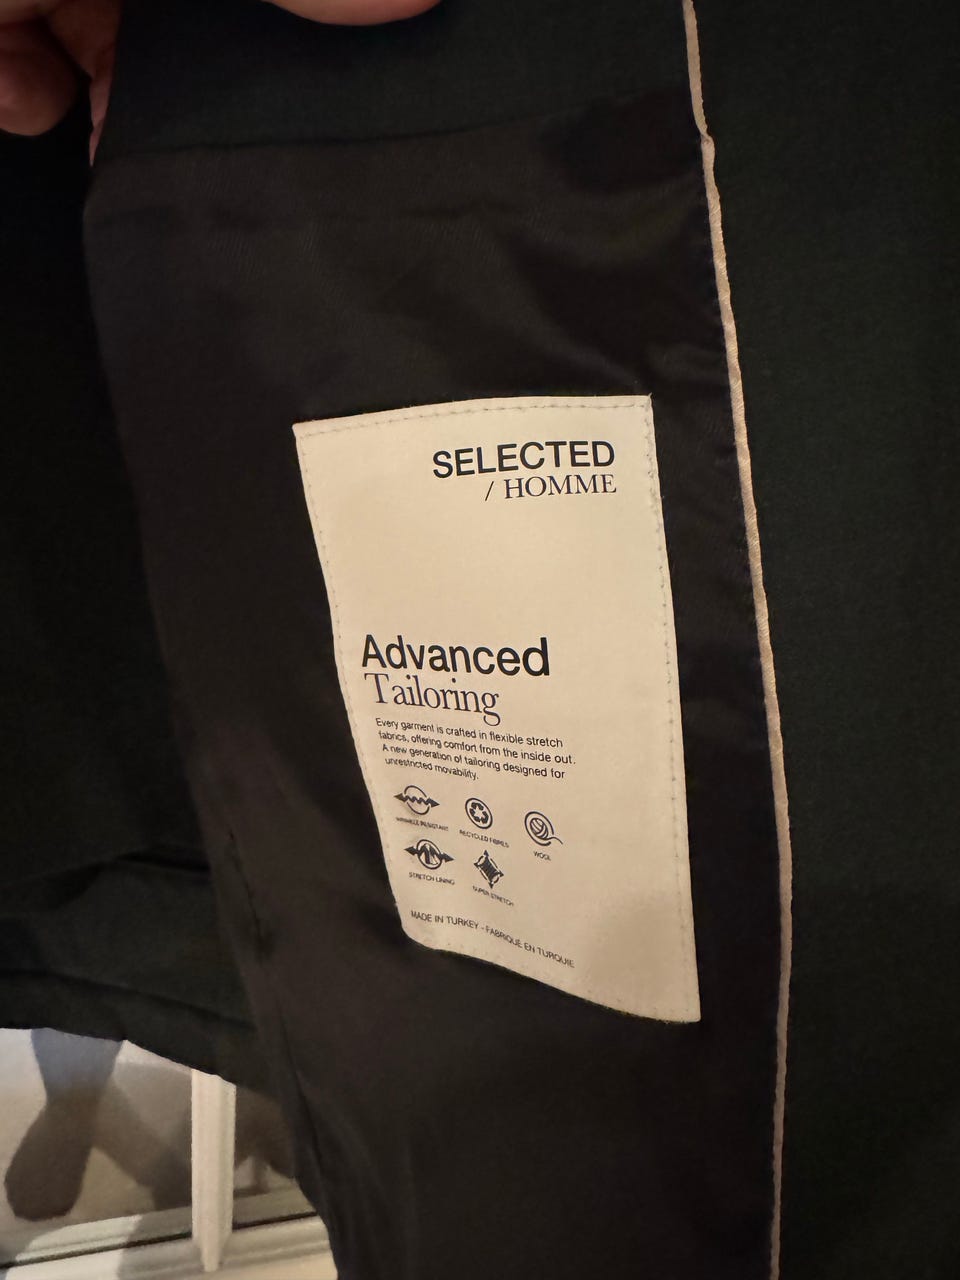 SELECTED
/ HOMME
Advanced
Tailoring
Every garment is crafted in flexible stretch
fabrics, offering comfort from the inside out.
A new generation of tailoring designed for
unrestricted movability.
WRINKLE RESISTANT
RECYCLED FIBRES
WOOL
STRETCH LINING
SUPER STRETCH
MADE IN TURKEY - FABRIQUÉ EN TURQUIE